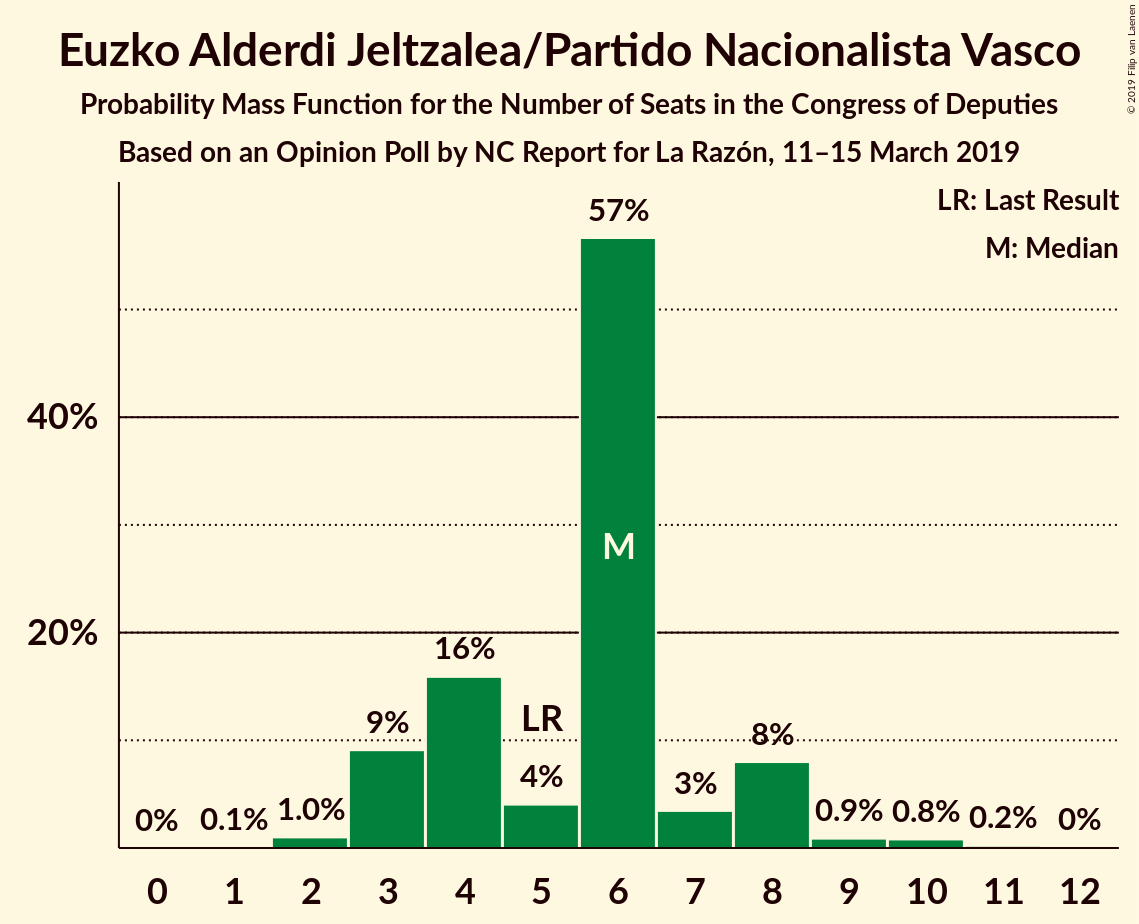 Euzko Alderdi Jeltzalea/Partido Nacionalista Vasco
Probability Mass Function for the Number of Seats in the Congress of Deputies
Based on an Opinion Poll by NC Report for La Razón, 11–15 March 2019
© 2019 Filip van Laenen
LR: Last Result
M: Median
57%
40%
M
20%
16%
9%
LR
8%
4%
3%
0%
0.1%
1.0%
0.9%
0.8%
0.2%
0%
0 1 2 3 4 5 6 7 8 9 10 11 12